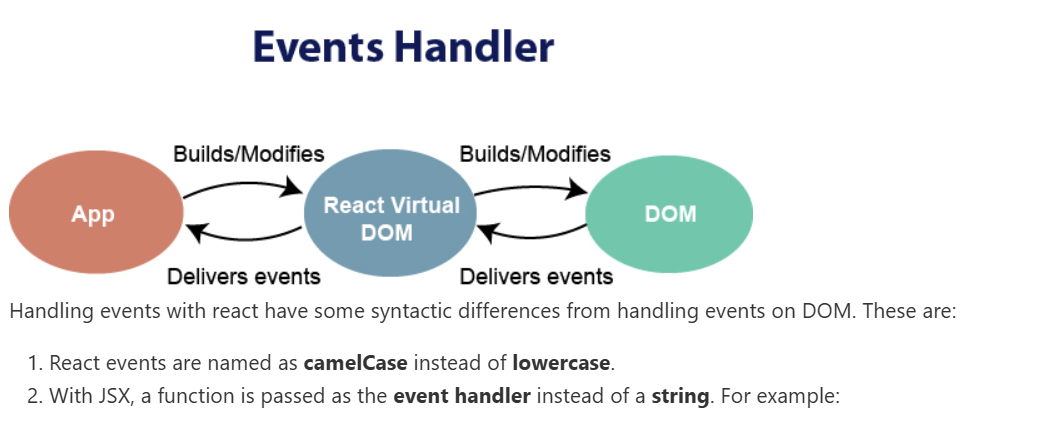 Events Handler
Builds/Modifies
Builds/Modifies
App
React Virtual
DOM
DOM
Delivers events
Delivers events
Handling events with react have some syntactic differences from handling events on DOM. These are:
1. React events are named as camelCase instead of lowercase.
2. With JSX, a function is passed as the event handler instead of a string. For example: